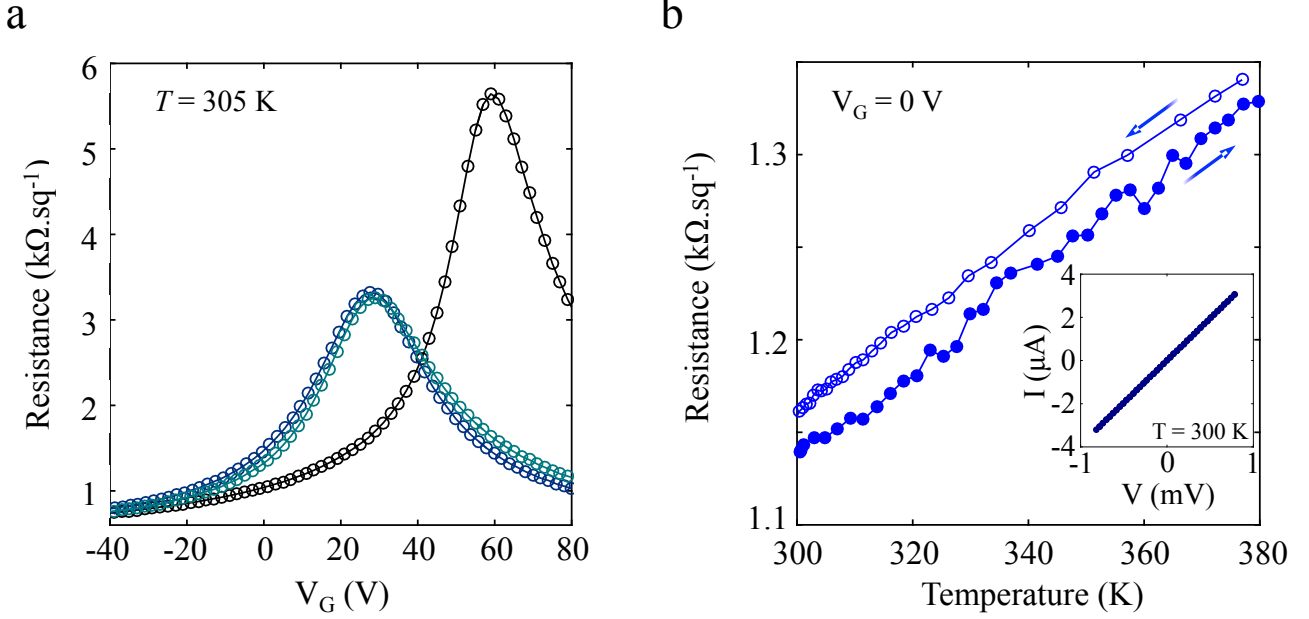 a
T = 305 K
Resistance (kΩ.sq⁻¹)
6
5
4
3
2
1
-40
-20
0
20
40
60
80
V_G (V)
b
V_G = 0 V
Resistance (kΩ.sq⁻¹)
1.3
1.2
1.1
300
320
340
360
380
Temperature (K)
I (μA)
4
2
0
-2
-4
T = 300 K
-1
0
1
V (mV)